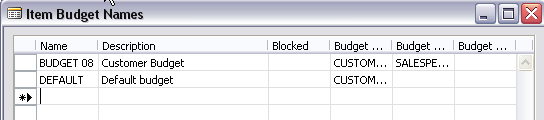 Item Budget Names
Name Description Blocked Budget ... Budget ... Budget ...
BUDGET 08 Customer Budget CUSTOM... SALESPE...
DEFAULT Default budget CUSTOM...